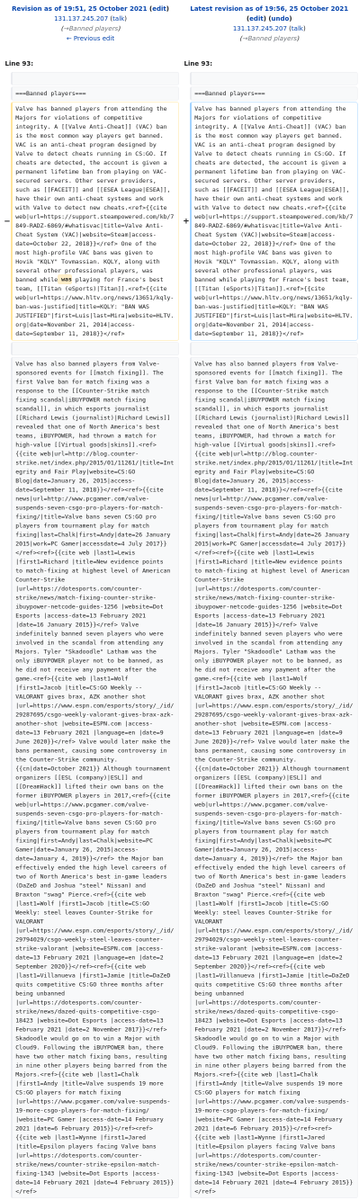 Revision as of 19:51, 25 October 2021 (edit)
131.137.245.207 (talk)
(→Banned players)
← Previous edit
Line 93:
===Banned players===
Valve has banned players from attending the
Majors for violations of competitive
integrity. A [[Valve Anti-Cheat]] (VAC) ban
is the most common way players get banned.
VAC is an anti-cheat program designed by
Valve to detect cheats running in CS:GO. If
cheats are detected, the account is given a
permanent lifetime ban from playing on VAC-
secured servers. Other server providers,
such as [[FACEIT]] and [[ESEA League|ESEA]],
have their own anti-cheat systems and work
with Valve to detect new cheats.<ref>{{cite
web|url=https://support.steampowered.com/kb/7
849-RADZ-6869/#whatisvac|title=Valve Anti-
Cheat System (VAC)|website=Steam|access-
date=October 22, 2018}}</ref> One of the
most high-profile VAC bans was given to
Hovik "KQLY" Tovmassian. KQLY, along with
several other professional players, was
banned while was playing for France's best
team, [[Titan (eSports)|Titan]].<ref>{{cite
web|url=https://www.hltv.org/news/13651/kqly-
ban-was-justified|title=KQLY: "BAN WAS
JUSTIFIED"|first=Luis|last=Mira|website=HLTV.
org|date=November 21, 2014|access-
date=September 11, 2018}}</ref>
Valve has also banned players from Valve-
sponsored events for [[match fixing]]. The
first Valve ban for match fixing was a
response to the [[Counter-Strike match
fixing scandal|iBUYPOWER match fixing
scandal]], in which esports journalist
[[Richard Lewis (journalist)|Richard Lewis]]
revealed that one of North America's best
teams, iBUYPOWER, had thrown a match for
high-value [[Virtual goods|skins]].<ref>
{{cite web|url=http://blog.counter-
strike.net/index.php/2015/01/11261/|title=Int
egrity and Fair Play|website=CS:GO
Blog|date=January 26, 2015|access-
date=September 11, 2018}}</ref><ref>{{cite
news|url=http://www.pcgamer.com/valve-
suspends-seven-csgo-pro-players-for-match-
fixing/|title=Valve bans seven CS:GO pro
players from tournament play for match
fixing|last=Chalk|first=Andy|date=26 January
2015|work=PC Gamer|accessdate=4 July 2017}}
</ref><ref>{{cite web |last1=Lewis
|first1=Richard |title=New evidence points
to match-fixing at highest level of American
Counter-Strike
|url=https://dotesports.com/counter-
strike/news/match-fixing-counter-strike-
ibuypower-netcode-guides-1256 |website=Dot
Esports |access-date=13 February 2021
|date=16 January 2015}}</ref> Valve
indefinitely banned seven players who were
involved in the scandal from attending any
Majors. Tyler "Skadoodle" Latham was the
only iBUYPOWER player not to be banned, as
he did not receive any payment after the
game.<ref>{{cite web |last1=Wolf
|first1=Jacob |title=CS:GO Weekly --
VALORANT gives brax, AZK another shot
|url=https://www.espn.com/esports/story/_/id/
29287695/csgo-weekly-valorant-gives-brax-azk-
another-shot |website=ESPN.com |access-
date=13 February 2021 |language=en |date=9
June 2020}}</ref> Valve would later make the
bans permanent, causing some controversy in
the Counter-Strike community.
{{cn|date=October 2021}} Although tournament
organizers [[ESL (company)|ESL]] and
[[DreamHack]] lifted their own bans on the
former iBUYPOWER players in 2017,<ref>{{cite
web|url=https://www.pcgamer.com/valve-
suspends-seven-csgo-pro-players-for-match-
fixing/|title=Valve bans seven CS:GO pro
players from tournament play for match
fixing|first=Andy|last=Chalk|website=PC
Gamer|date=January 26, 2015|access-
date=January 4, 2019}}</ref> the Major ban
effectively ended the high level careers of
two of North America's best in-game leaders
(DaZeD and Joshua "steel" Nissan) and
Braxton "swag" Pierce.<ref>{{cite web
|last1=Wolf |first1=Jacob |title=CS:GO
Weekly: steel leaves Counter-Strike for
VALORANT
|url=https://www.espn.com/esports/story/_/id/
29794029/csgo-weekly-steel-leaves-counter-
strike-valorant |website=ESPN.com |access-
date=13 February 2021 |language=en |date=2
September 2020}}</ref><ref>{{cite web
|last1=Villanueva |first1=Jamie |title=DaZeD
quits competitive CS:GO three months after
being unbanned
|url=https://dotesports.com/counter-
strike/news/dazed-quits-competitive-csgo-
18423 |website=Dot Esports |access-date=13
February 2021 |date=2 November 2017}}</ref>
Skadoodle would go on to win a Major with
Cloud9. Following the iBUYPOWER ban, there
have two other match fixing bans, resulting
in nine other players being banned from the
Majors.<ref>{{cite web |last1=Chalk
|first1=Andy |title=Valve suspends 19 more
CS:GO players for match fixing
|url=https://www.pcgamer.com/valve-suspends-
19-more-csgo-players-for-match-fixing/
|website=PC Gamer |access-date=14 February
2021 |date=6 February 2015}}</ref><ref>
{{cite web |last1=Wynne |first1=Jared
|title=Epsilon players facing Valve bans
|url=https://dotesports.com/counter-
strike/news/counter-strike-epsilon-match-
fixing-1343 |website=Dot Esports |access-
date=14 February 2021 |date=4 February 2015}}
</ref>
Latest revision as of 19:56, 25 October 2021
(edit) (undo)
131.137.245.207 (talk)
(→Banned players)
Line 93:
===Banned players===
Valve has banned players from attending the
Majors for violations of competitive
integrity. A [[Valve Anti-Cheat]] (VAC) ban
is the most common way players get banned.
VAC is an anti-cheat program designed by
Valve to detect cheats running in CS:GO. If
cheats are detected, the account is given a
permanent lifetime ban from playing on VAC-
secured servers. Other server providers,
such as [[FACEIT]] and [[ESEA League|ESEA]],
have their own anti-cheat systems and work
with Valve to detect new cheats.<ref>{{cite
web|url=https://support.steampowered.com/kb/7
849-RADZ-6869/#whatisvac|title=Valve Anti-
Cheat System (VAC)|website=Steam|access-
date=October 22, 2018}}</ref> One of the
most high-profile VAC bans was given to
Hovik "KQLY" Tovmassian. KQLY, along with
several other professional players, was
banned while playing for France's best
team, [[Titan (eSports)|Titan]].<ref>{{cite
web|url=https://www.hltv.org/news/13651/kqly-
ban-was-justified|title=KQLY: "BAN WAS
JUSTIFIED"|first=Luis|last=Mira|website=HLTV.
org|date=November 21, 2014|access-
date=September 11, 2018}}</ref>
Valve has also banned players from Valve-
sponsored events for [[match fixing]]. The
first Valve ban for match fixing was a
response to the [[Counter-Strike match
fixing scandal|iBUYPOWER match fixing
scandal]], in which esports journalist
[[Richard Lewis (journalist)|Richard Lewis]]
revealed that one of North America's best
teams, iBUYPOWER, had thrown a match for
high-value [[Virtual goods|skins]].<ref>
{{cite web|url=http://blog.counter-
strike.net/index.php/2015/01/11261/|title=Int
egrity and Fair Play|website=CS:GO
Blog|date=January 26, 2015|access-
date=September 11, 2018}}</ref><ref>{{cite
news|url=http://www.pcgamer.com/valve-
suspends-seven-csgo-pro-players-for-match-
fixing/|title=Valve bans seven CS:GO pro
players from tournament play for match
fixing|last=Chalk|first=Andy|date=26 January
2015|work=PC Gamer|accessdate=4 July 2017}}
</ref><ref>{{cite web |last1=Lewis
|first1=Richard |title=New evidence points
to match-fixing at highest level of American
Counter-Strike
|url=https://dotesports.com/counter-
strike/news/match-fixing-counter-strike-
ibuypower-netcode-guides-1256 |website=Dot
Esports |access-date=13 February 2021
|date=16 January 2015}}</ref> Valve
indefinitely banned seven players who were
involved in the scandal from attending any
Majors. Tyler "Skadoodle" Latham was the
only iBUYPOWER player not to be banned, as
he did not receive any payment after the
game.<ref>{{cite web |last1=Wolf
|first1=Jacob |title=CS:GO Weekly --
VALORANT gives brax, AZK another shot
|url=https://www.espn.com/esports/story/_/id/
29287695/csgo-weekly-valorant-gives-brax-azk-
another-shot |website=ESPN.com |access-
date=13 February 2021 |language=en |date=9
June 2020}}</ref> Valve would later make the
bans permanent, causing some controversy in
the Counter-Strike community.
{{cn|date=October 2021}} Although tournament
organizers [[ESL (company)|ESL]] and
[[DreamHack]] lifted their own bans on the
former iBUYPOWER players in 2017,<ref>{{cite
web|url=https://www.pcgamer.com/valve-
suspends-seven-csgo-pro-players-for-match-
fixing/|title=Valve bans seven CS:GO pro
players from tournament play for match
fixing|first=Andy|last=Chalk|website=PC
Gamer|date=January 26, 2015|access-
date=January 4, 2019}}</ref> the Major ban
effectively ended the high level careers of
two of North America's best in-game leaders
(DaZeD and Joshua "steel" Nissan) and
Braxton "swag" Pierce.<ref>{{cite web
|last1=Wolf |first1=Jacob |title=CS:GO
Weekly: steel leaves Counter-Strike for
VALORANT
|url=https://www.espn.com/esports/story/_/id/
29794029/csgo-weekly-steel-leaves-counter-
strike-valorant |website=ESPN.com |access-
date=13 February 2021 |language=en |date=2
September 2020}}</ref><ref>{{cite web
|last1=Villanueva |first1=Jamie |title=DaZeD
quits competitive CS:GO three months after
being unbanned
|url=https://dotesports.com/counter-
strike/news/dazed-quits-competitive-csgo-
18423 |website=Dot Esports |access-date=13
February 2021 |date=2 November 2017}}</ref>
Skadoodle would go on to win a Major with
Cloud9. Following the iBUYPOWER ban, there
have two other match fixing bans, resulting
in nine other players being banned from the
Majors.<ref>{{cite web |last1=Chalk
|first1=Andy |title=Valve suspends 19 more
CS:GO players for match fixing
|url=https://www.pcgamer.com/valve-suspends-
19-more-csgo-players-for-match-fixing/
|website=PC Gamer |access-date=14 February
2021 |date=6 February 2015}}</ref><ref>
{{cite web |last1=Wynne |first1=Jared
|title=Epsilon players facing Valve bans
|url=https://dotesports.com/counter-
strike/news/counter-strike-epsilon-match-
fixing-1343 |website=Dot Esports |access-
date=14 February 2021 |date=4 February 2015}}
</ref>